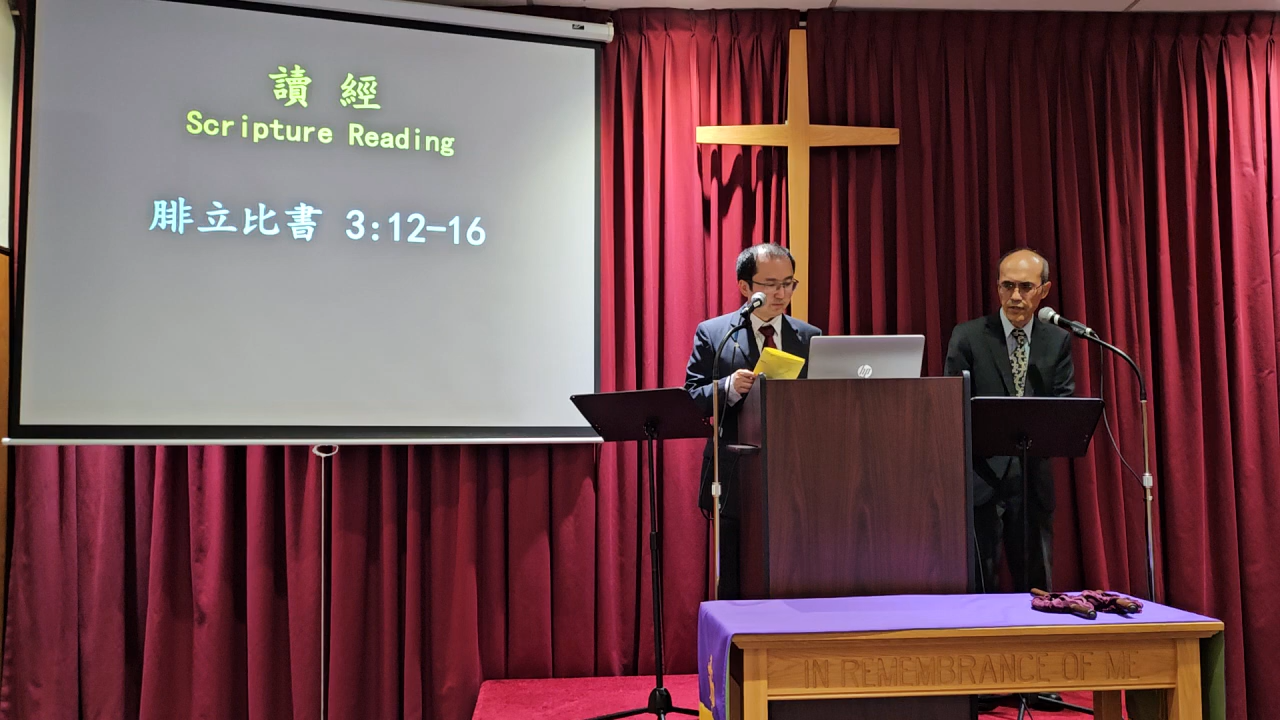 讀 經
Scripture Reading
腓立比書 3:12-16
hp
IN REMEMBRANCE OF ME